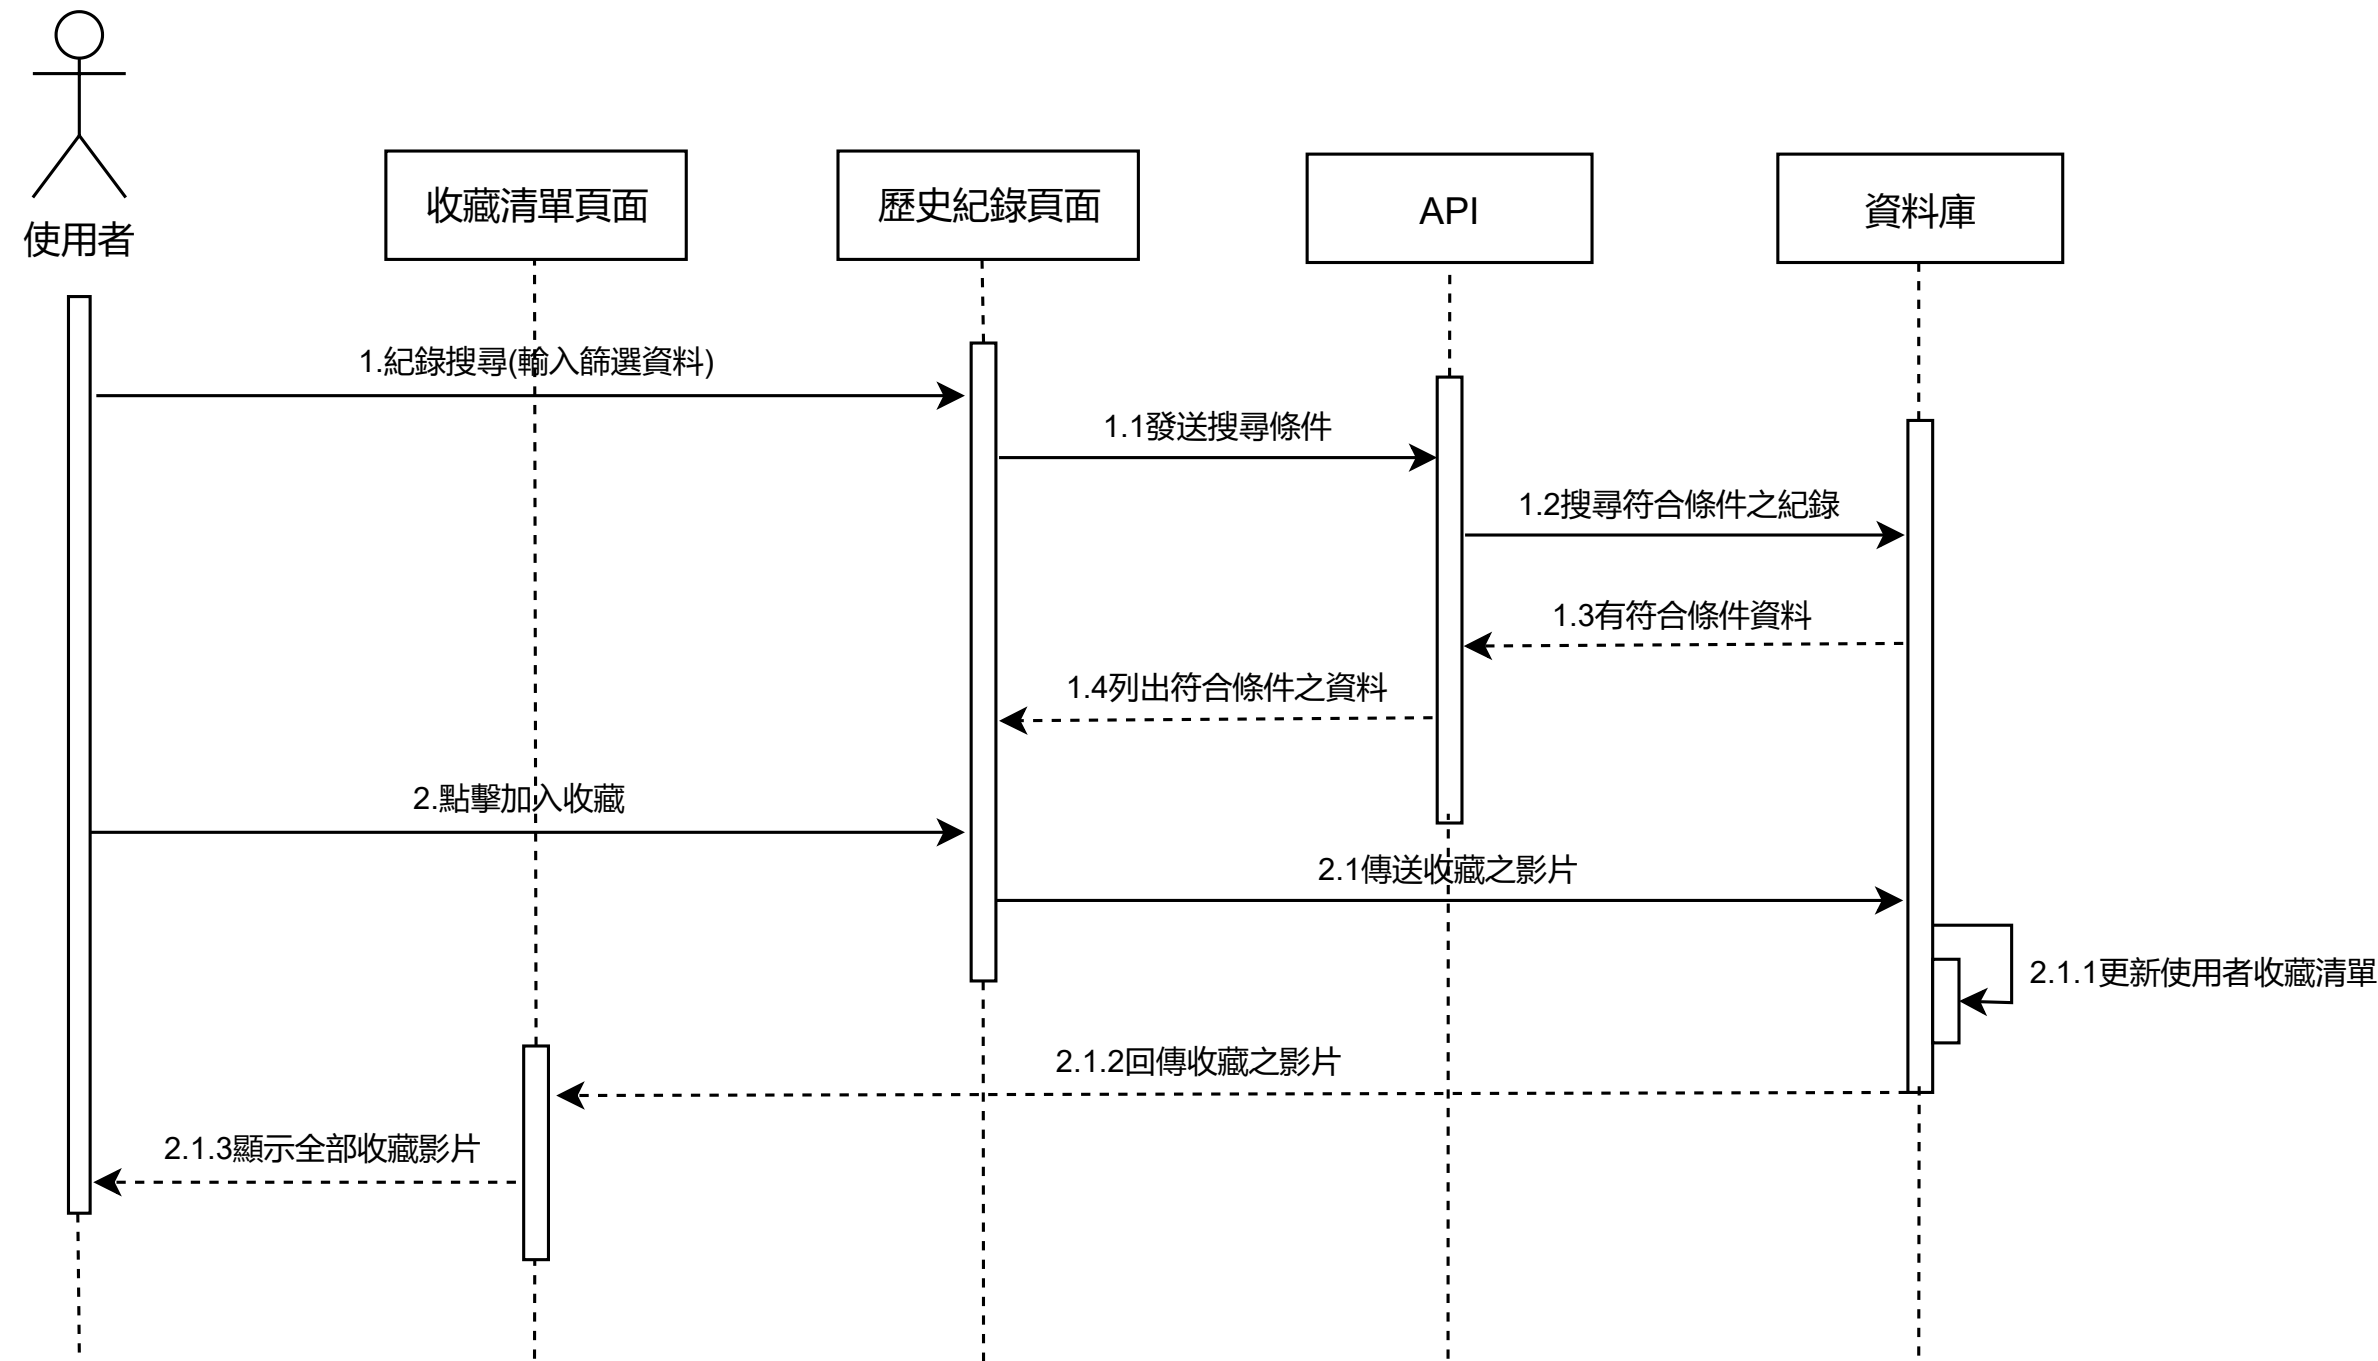 使用者
收藏清單頁面
歷史紀錄頁面
API
資料庫
1.紀錄搜尋(輸入篩選資料)
1.1發送搜尋條件
1.2搜尋符合條件之紀錄
1.3有符合條件資料
1.4列出符合條件之資料
2.點擊加入收藏
2.1傳送收藏之影片
2.1.1更新使用者收藏清單
2.1.2回傳收藏之影片
2.1.3顯示全部收藏影片